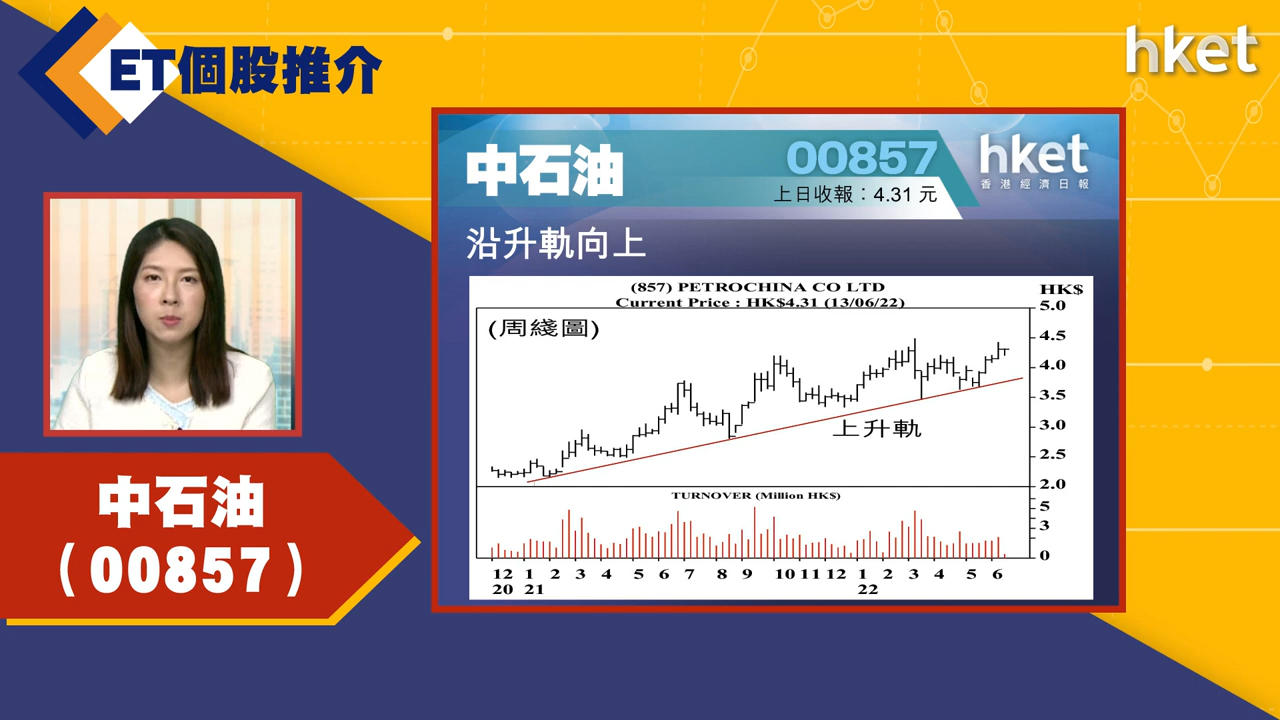 ET個股推介
hket
中石油
00857
hket
香港經濟日報
上日收報：4.31 元
沿升軌向上
(857) PETROCHINA CO LTD
Current Price : HK$4.31 (13/06/22)
HK$
(周綫圖)
5.0
4.5
4.0
3.5
3.0
2.5
2.0
上升軌
TURNOVER (Million HK$)
5
3
0
12 1 2 3 4 5 6 7 8 9 10 11 12 1 2 3 4 5 6
20 21 22
中石油
（00857）